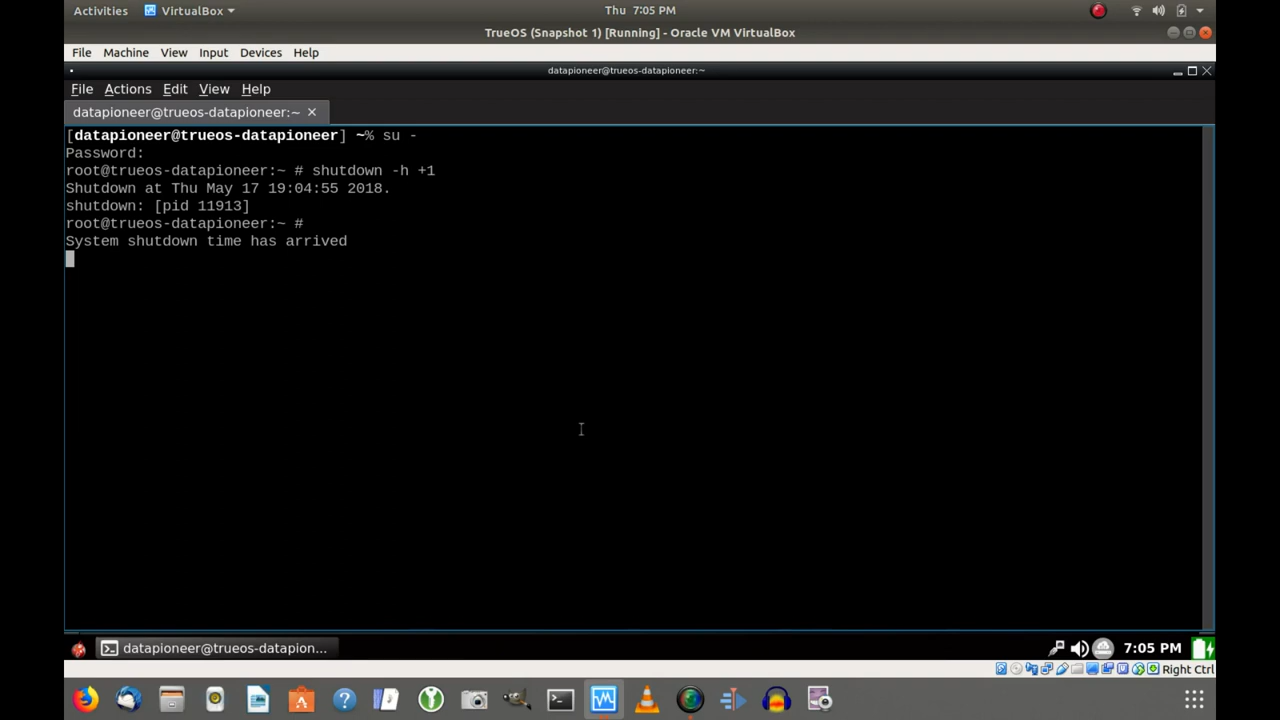 Activities VirtualBox Thu 7:05 PM
TrueOS (Snapshot 1) [Running] - Oracle VM VirtualBox
File Machine View Input Devices Help
datapioneer@trueos-datapioneer:~
File Actions Edit View Help
datapioneer@trueos-datapioneer:~
[datapioneer@trueos-datapioneer] ~% su -
Password:
root@trueos-datapioneer:~ # shutdown -h +1
Shutdown at Thu May 17 19:04:55 2018.
shutdown: [pid 11913]
root@trueos-datapioneer:~ #
System shutdown time has arrived
datapioneer@trueos-datapion... 7:05 PM
Right Ctrl